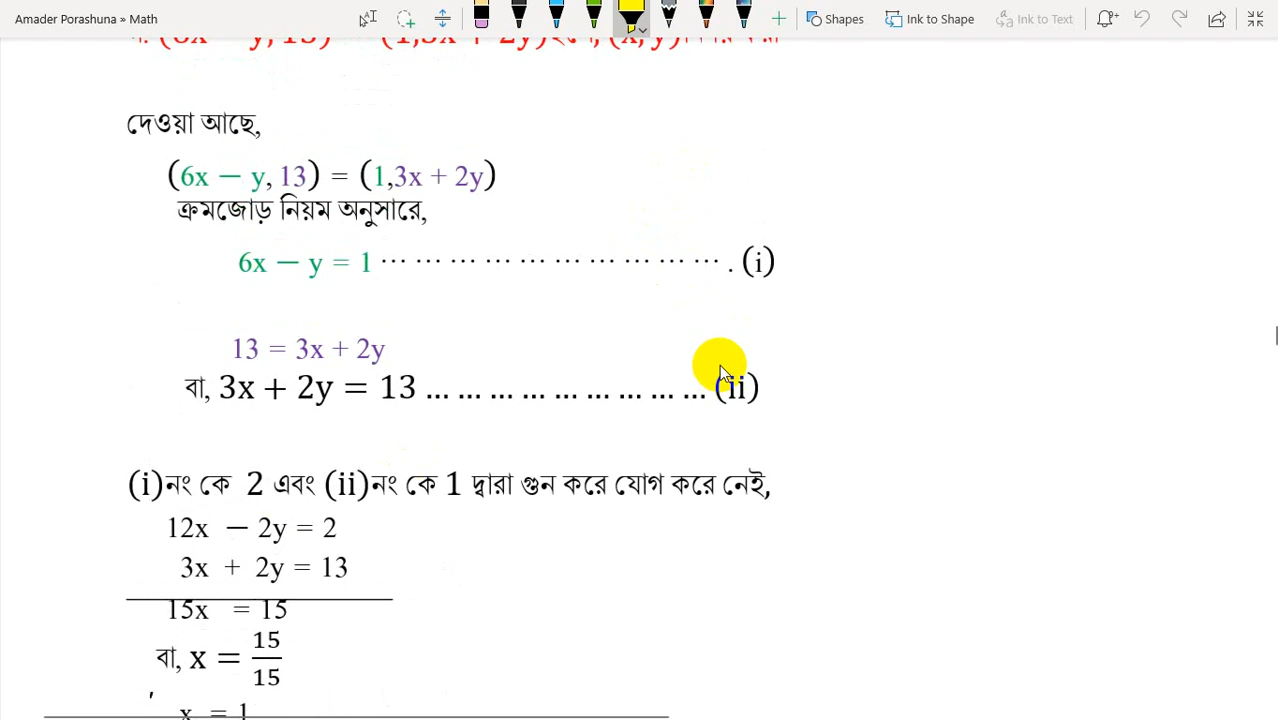 Amader Porashuna » Math
Shapes
Ink to Shape
Ink to Text
দেওয়া আছে,
(6x − y, 13) = (1,3x + 2y)
ক্রমজোড় নিয়ম অনুসারে,
6x − y = 1 ⋯ ⋯ ⋯ ⋯ ⋯ ⋯ ⋯ ⋯ ⋯ ⋯ . (i)
13 = 3x + 2y
বা, 3x + 2y = 13 … … … … … … … … … (ii)
(i)নং কে 2 এবং (ii)নং কে 1 দ্বারা গুন করে যোগ করে নেই,
12x − 2y = 2
3x + 2y = 13
15x = 15
বা, x = 15/15
x = 1